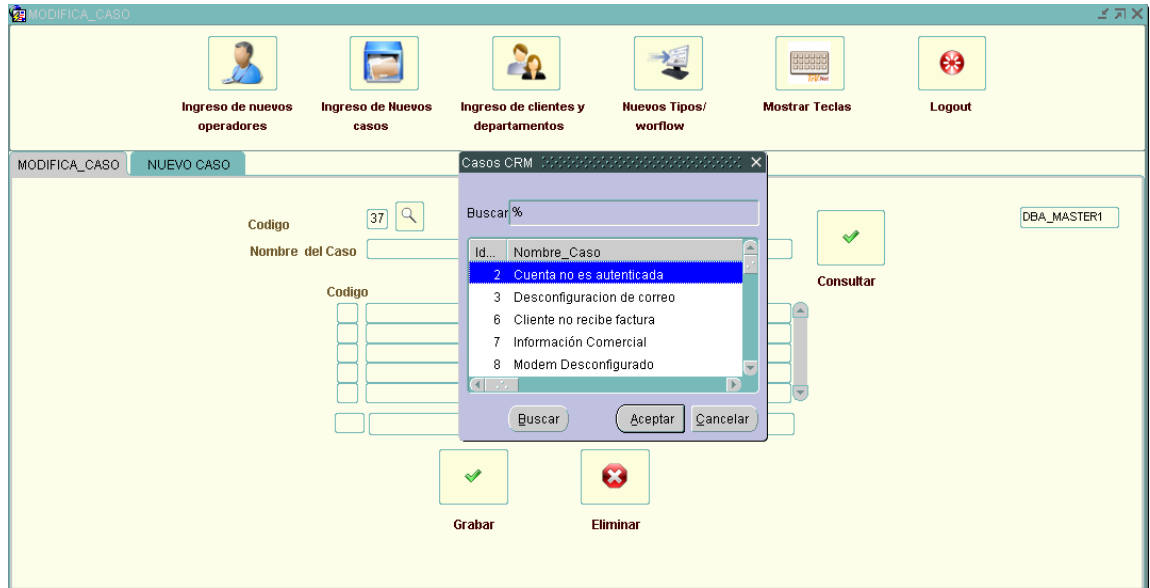 MODIFICA_CASO
Ingreso de nuevos
operadores
Ingreso de Nuevos
casos
Ingreso de clientes y
departamentos
Nuevos Tipos/
worflow
Mostrar Teclas
Logout
MODIFICA_CASO
NUEVO CASO
Codigo
37
Nombre del Caso
Codigo
Casos CRM
Buscar %
Id... Nombre_Caso
2 Cuenta no es autenticada
3 Desconfiguracion de correo
6 Cliente no recibe factura
7 Información Comercial
8 Modem Desconfigurado
Buscar
Aceptar
Cancelar
Consultar
DBA_MASTER1
Grabar
Eliminar